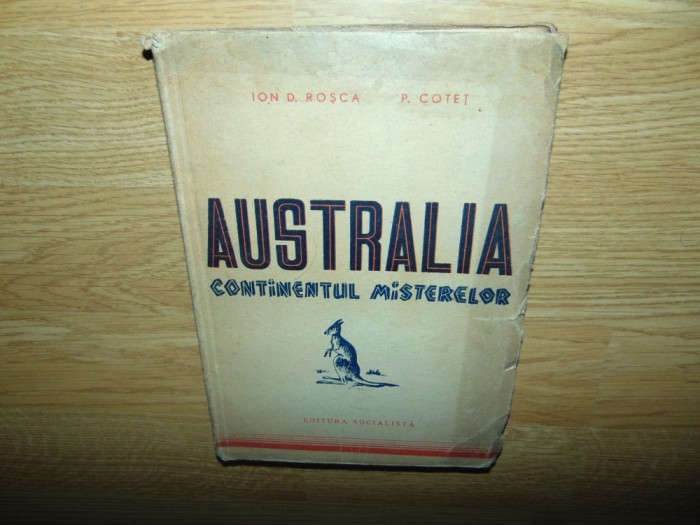 ION D. ROȘCA P. COTEȚ
AUSTRALIA
CONTiNENTUL MiSTERELOR
EDITURA SOCIALISTĂ